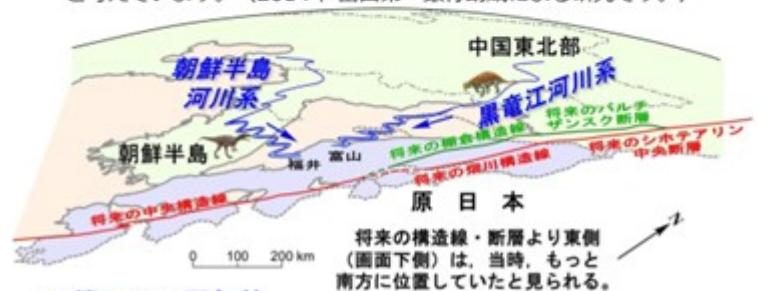 中国東北部
朝鮮半島
河川系
黒竜江河川系
将来のパルチ
ザンスク断層
将来の棚倉構造線
将来のシホテアリン
中央断層
朝鮮半島
福井
富山
将来の畑川構造線
将来の中央構造線
原日本
N
0 100 200 km
将来の構造線・断層より東側
(画面下側)は,当時,もっと
南方に位置していたと見られる。